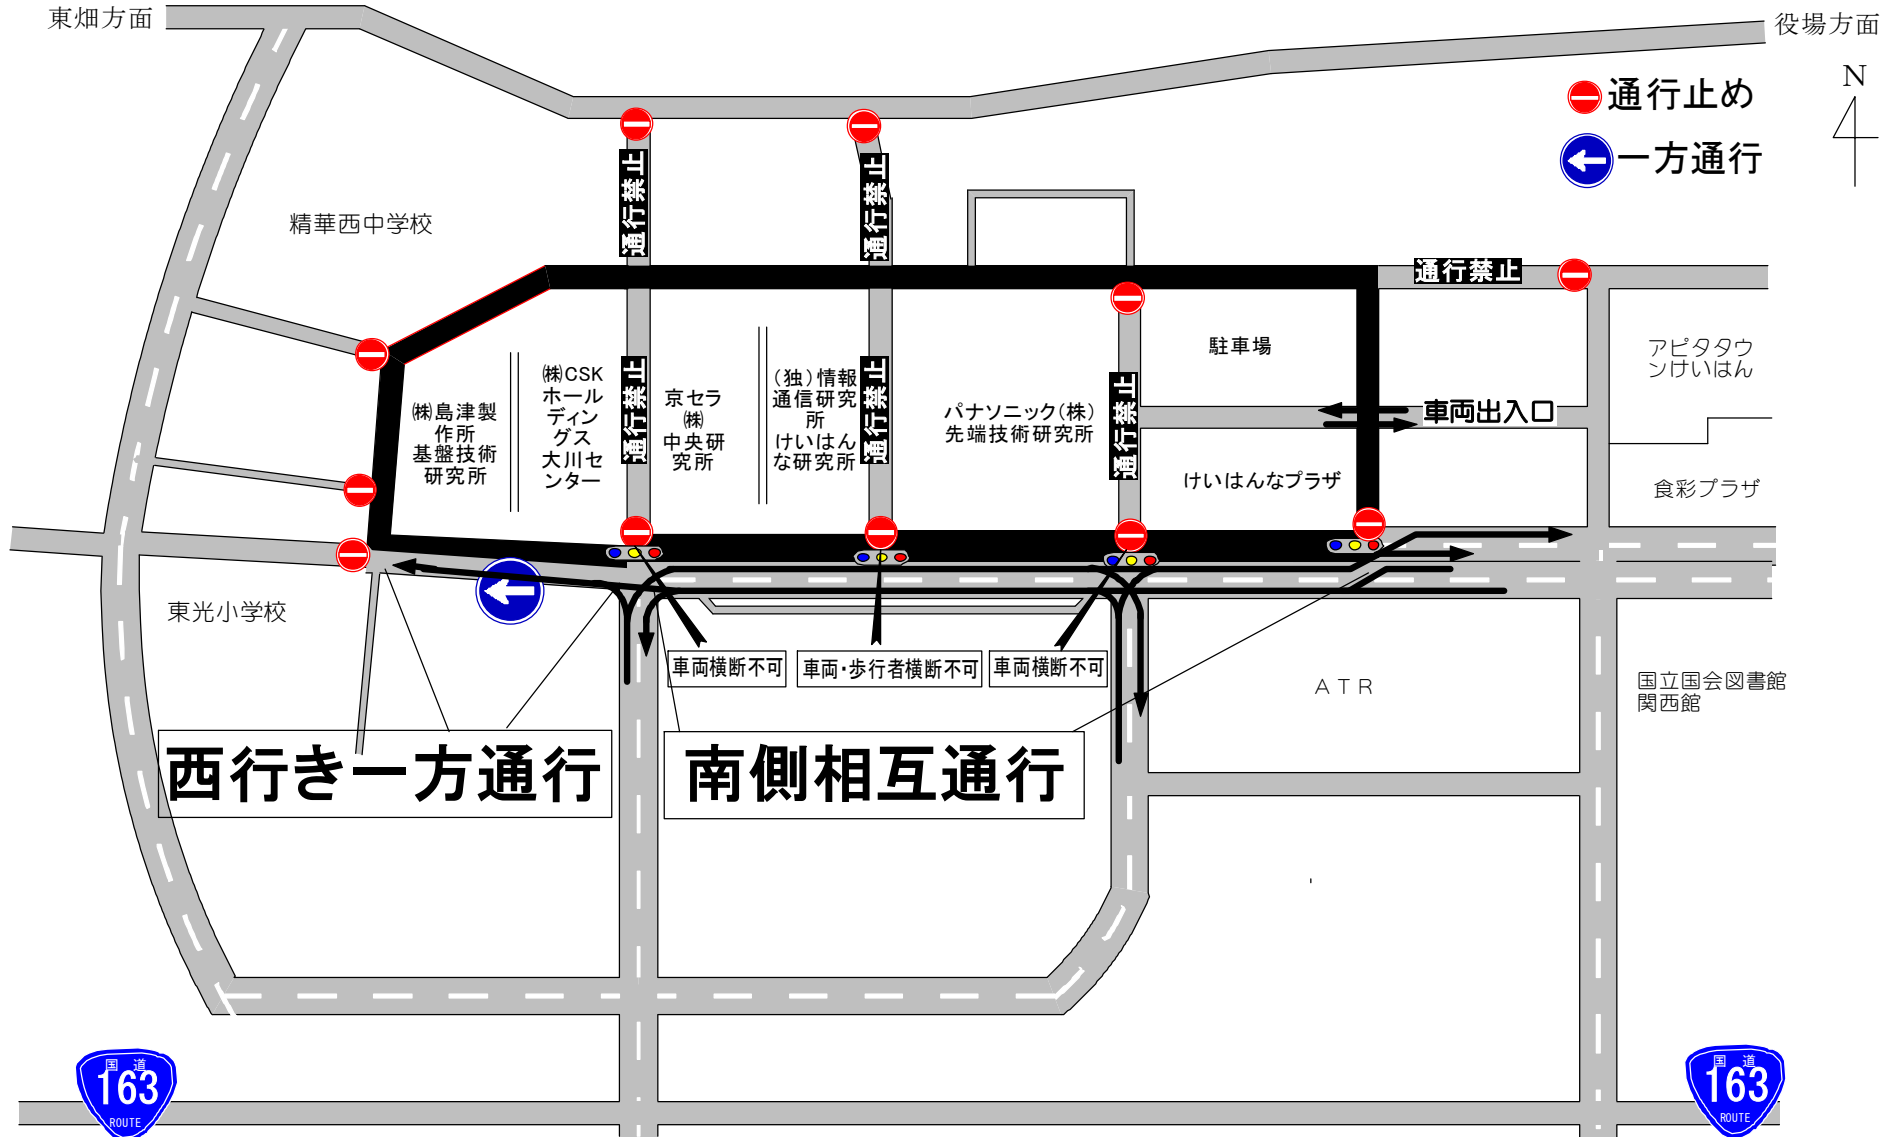 東畑方面
役場方面
通行止め
N
一方通行
通行禁止
通行禁止
精華西中学校
通行禁止
駐車場
アピタタウ
ンけいはん
㈱島津製
作所
基盤技術
研究所
㈱CSK
ホール
ディン
グス
大川セ
ンター
通行禁止
京セラ
㈱
中央研
究所
（独）情報
通信研究
所
けいはん
な研究所
通行禁止
パナソニック（株）
先端技術研究所
通行禁止
車両出入口
けいはんなプラザ
食彩プラザ
東光小学校
車両横断不可
車両・歩行者横断不可
車両横断不可
ATR
国立国会図書館
関西館
西行き一方通行
南側相互通行
国道
163
ROUTE
国道
163
ROUTE